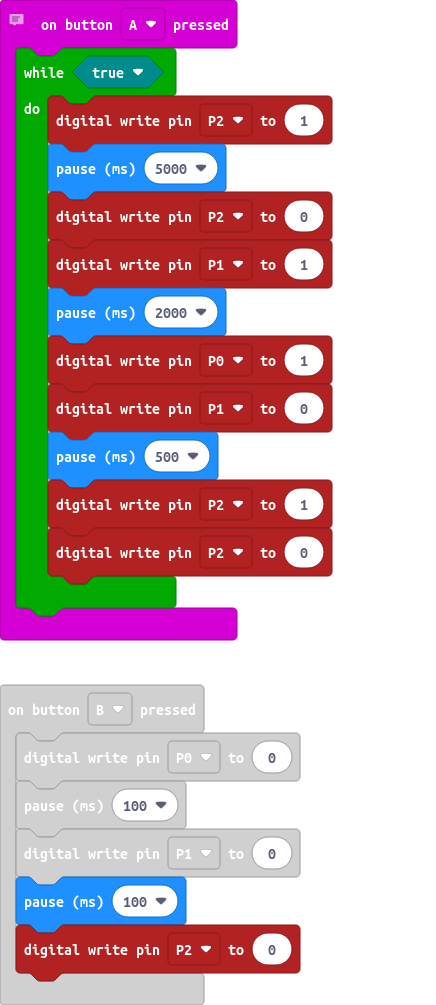 on button A pressed
while true
do digital write pin P2 to 1
pause (ms) 5000
digital write pin P2 to 0
digital write pin P1 to 1
pause (ms) 2000
digital write pin P0 to 1
digital write pin P1 to 0
pause (ms) 500
digital write pin P2 to 1
digital write pin P2 to 0
on button B pressed
digital write pin P0 to 0
pause (ms) 100
digital write pin P1 to 0
pause (ms) 100
digital write pin P2 to 0